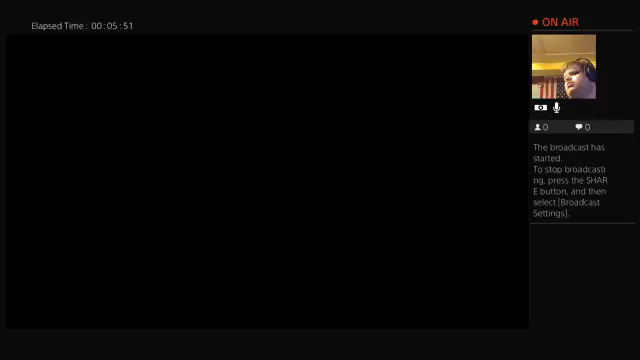 Elapsed Time : 00 : 05 : 51
ON AIR
0 0
The broadcast has
started.
To stop broadcasti
ng, press the SHAR
E button, and then
select [Broadcast
Settings].